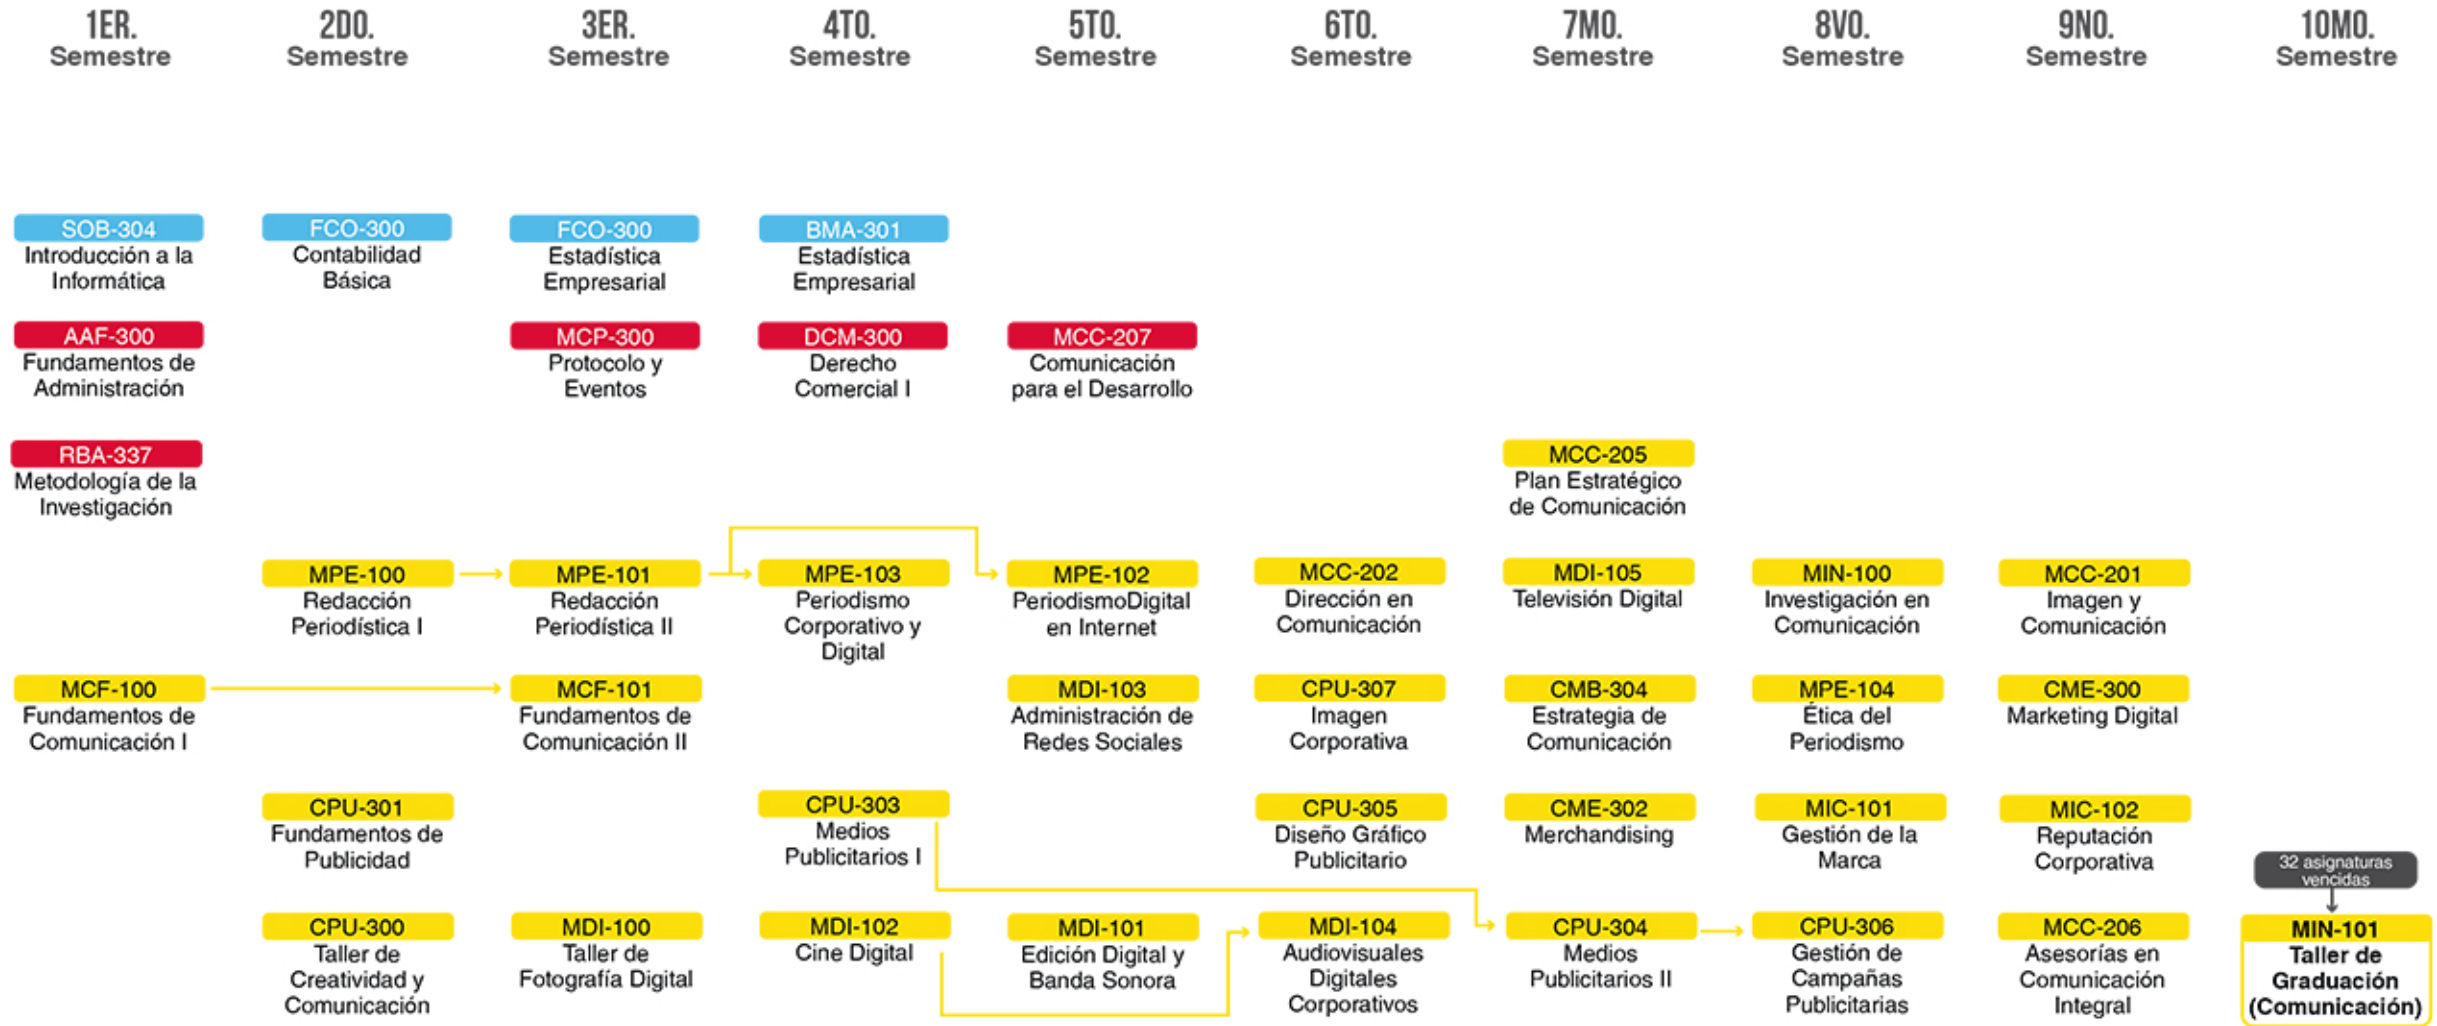 1ER.
Semestre
2DO.
Semestre
3ER.
Semestre
4TO.
Semestre
5TO.
Semestre
6TO.
Semestre
7MO.
Semestre
8VO.
Semestre
9NO.
Semestre
10MO.
Semestre
SOB-304
Introducción a la
Informática
AAF-300
Fundamentos de
Administración
RBA-337
Metodología de la
Investigación
MCF-100
Fundamentos de
Comunicación I
FCO-300
Contabilidad
Básica
MPE-100
Redacción
Periodística I
CPU-301
Fundamentos de
Publicidad
CPU-300
Taller de
Creatividad y
Comunicación
FCO-300
Estadística
Empresarial
MCP-300
Protocolo y
Eventos
MPE-101
Redacción
Periodística II
MCF-101
Fundamentos de
Comunicación II
MDI-100
Taller de
Fotografía Digital
BMA-301
Estadística
Empresarial
DCM-300
Derecho
Comercial I
MPE-103
Periodismo
Corporativo y
Digital
CPU-303
Medios
Publicitarios I
MDI-102
Cine Digital
MCC-207
Comunicación
para el Desarrollo
MPE-102
PeriodismoDigital
en Internet
MDI-103
Administración de
Redes Sociales
MDI-101
Edición Digital y
Banda Sonora
MCC-202
Dirección en
Comunicación
CPU-307
Imagen
Corporativa
CPU-305
Diseño Gráfico
Publicitario
MDI-104
Audiovisuales
Digitales
Corporativos
MCC-205
Plan Estratégico
de Comunicación
MDI-105
Televisión Digital
CMB-304
Estrategia de
Comunicación
CME-302
Merchandising
CPU-304
Medios
Publicitarios II
MIN-100
Investigación en
Comunicación
MPE-104
Ética del
Periodismo
MIC-101
Gestión de la
Marca
CPU-306
Gestión de
Campañas
Publicitarias
MCC-201
Imagen y
Comunicación
CME-300
Marketing Digital
MIC-102
Reputación
Corporativa
MCC-206
Asesorías en
Comunicación
Integral
32 asignaturas
vencidas
MIN-101
Taller de
Graduación
(Comunicación)